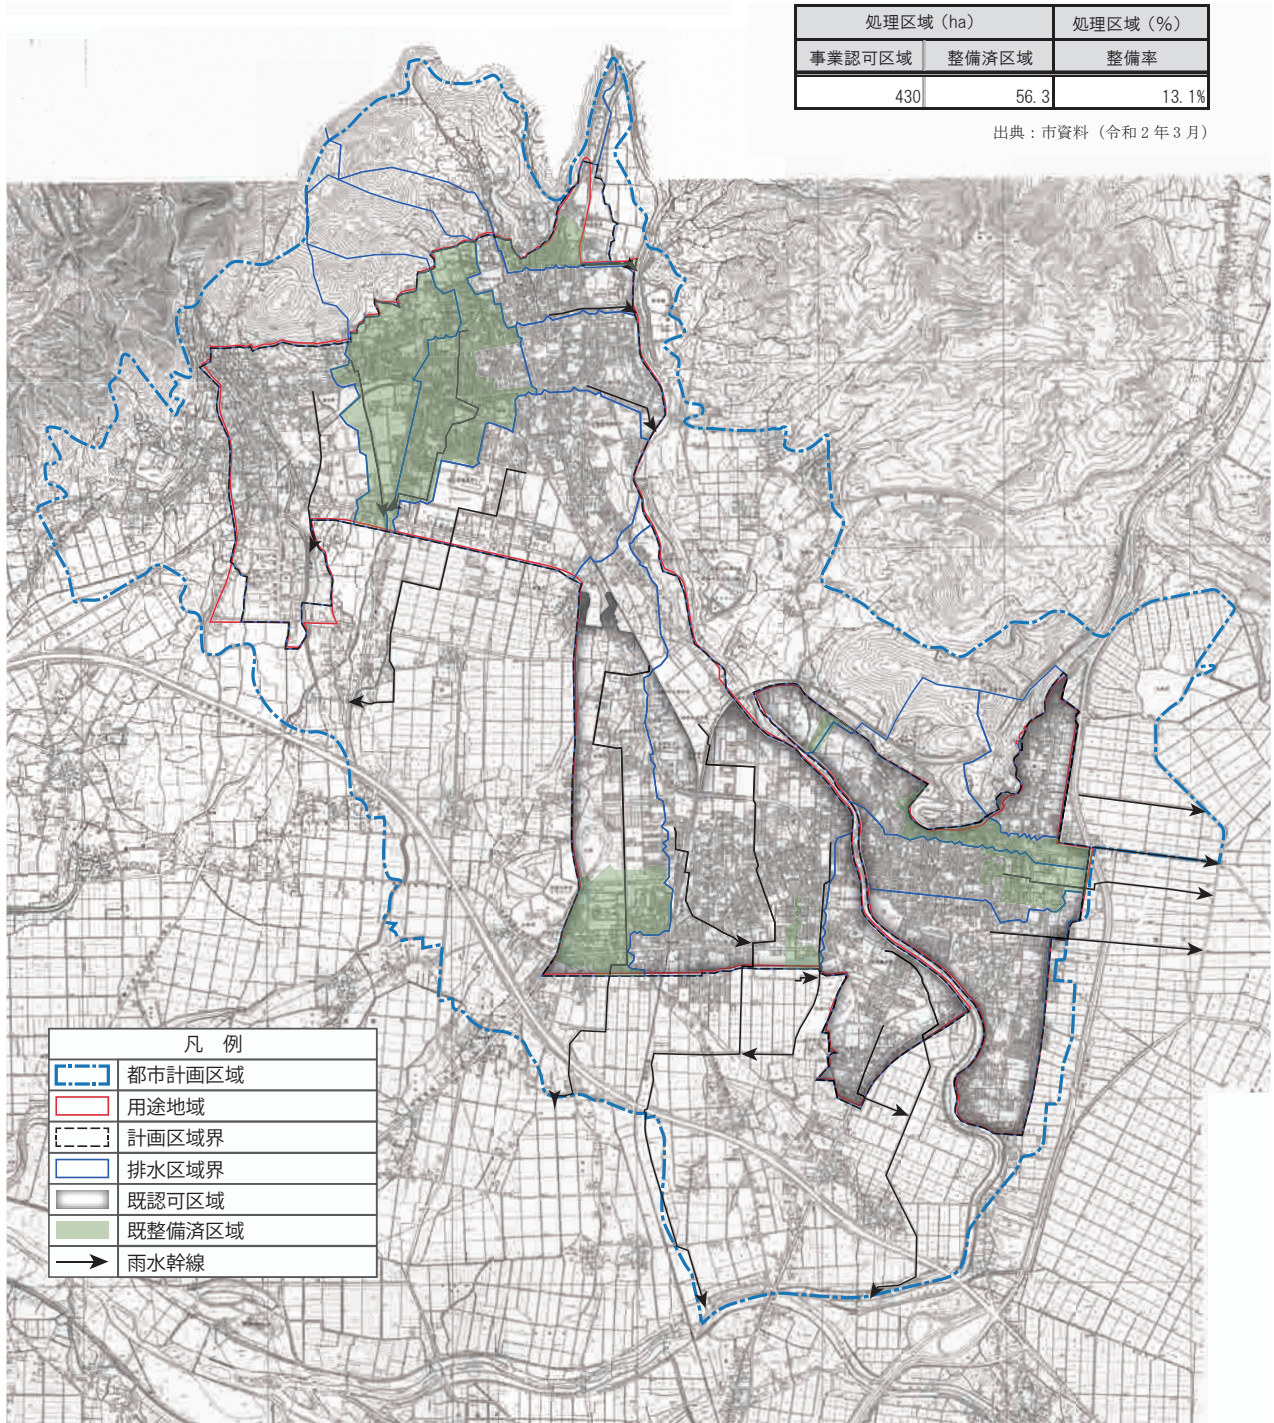 処理区域（ha） 処理区域（%）
事業認可区域 整備済区域 整備率
430 56.3 13.1%
出典：市資料（令和２年３月）
凡 例
都市計画区域
用途地域
計画区域界
排水区域界
既認可区域
既整備済区域
雨水幹線